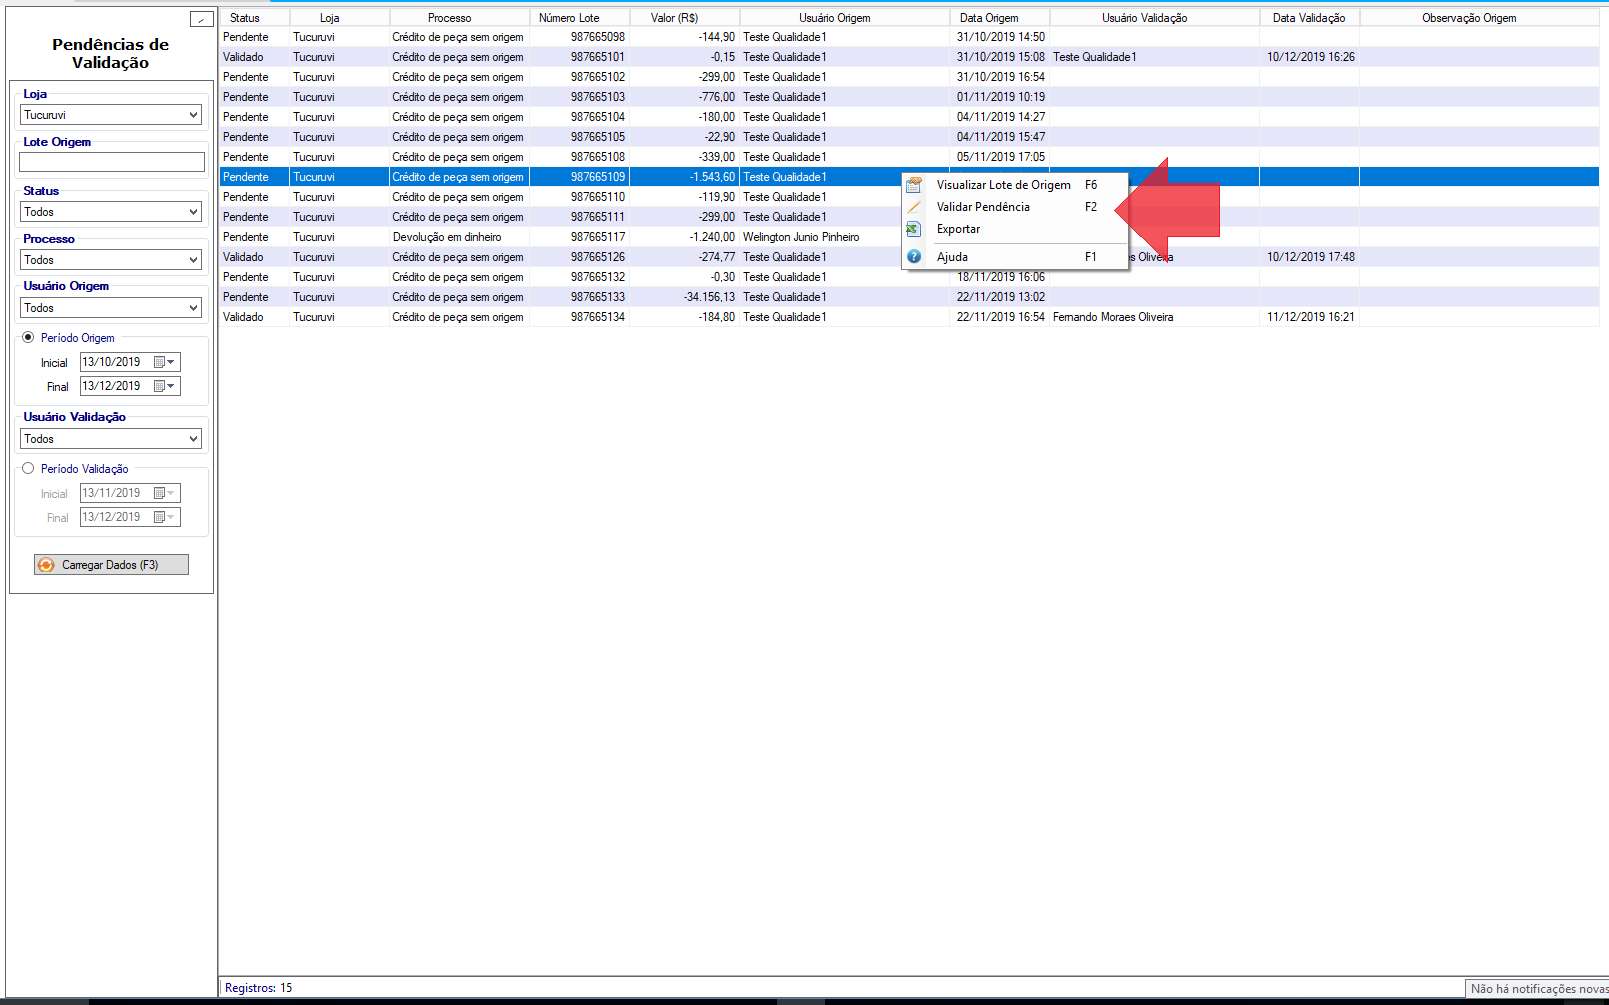 Pendências de
Validação
Loja
Tucuruvi
Lote Origem
Status
Todos
Processo
Todos
Usuário Origem
Todos
Período Origem
Inicial 13/10/2019
Final 13/12/2019
Usuário Validação
Todos
Período Validação
Inicial 13/11/2019
Final 13/12/2019
Carregar Dados (F3)
Status Loja Processo Número Lote Valor (R$) Usuário Origem Data Origem Usuário Validação Data Validação Observação Origem
Pendente Tucuruvi Crédito de peça sem origem 987665098 -144,90 Teste Qualidade1 31/10/2019 14:50
Validado Tucuruvi Crédito de peça sem origem 987665101 -0,15 Teste Qualidade1 31/10/2019 15:08 Teste Qualidade1 10/12/2019 16:26
Pendente Tucuruvi Crédito de peça sem origem 987665102 -299,00 Teste Qualidade1 31/10/2019 16:54
Pendente Tucuruvi Crédito de peça sem origem 987665103 -776,00 Teste Qualidade1 01/11/2019 10:19
Pendente Tucuruvi Crédito de peça sem origem 987665104 -180,00 Teste Qualidade1 04/11/2019 14:27
Pendente Tucuruvi Crédito de peça sem origem 987665105 -22,90 Teste Qualidade1 04/11/2019 15:47
Pendente Tucuruvi Crédito de peça sem origem 987665108 -339,00 Teste Qualidade1 05/11/2019 17:05
Pendente Tucuruvi Crédito de peça sem origem 987665109 -1.543,60 Teste Qualidade1
Pendente Tucuruvi Crédito de peça sem origem 987665110 -119,90 Teste Qualidade1
Pendente Tucuruvi Crédito de peça sem origem 987665111 -299,00 Teste Qualidade1
Pendente Tucuruvi Devolução em dinheiro 987665117 -1.240,00 Welington Junio Pinheiro
Validado Tucuruvi Crédito de peça sem origem 987665126 -274,77 Teste Qualidade1 es Oliveira 10/12/2019 17:48
Pendente Tucuruvi Crédito de peça sem origem 987665132 -0,30 Teste Qualidade1 18/11/2019 16:06
Pendente Tucuruvi Crédito de peça sem origem 987665133 -34.156,13 Teste Qualidade1 22/11/2019 13:02
Validado Tucuruvi Crédito de peça sem origem 987665134 -184,80 Teste Qualidade1 22/11/2019 16:54 Fernando Moraes Oliveira 11/12/2019 16:21
Visualizar Lote de Origem F6
Validar Pendência F2
Exportar
Ajuda F1
Registros: 15
Não há notificações novas